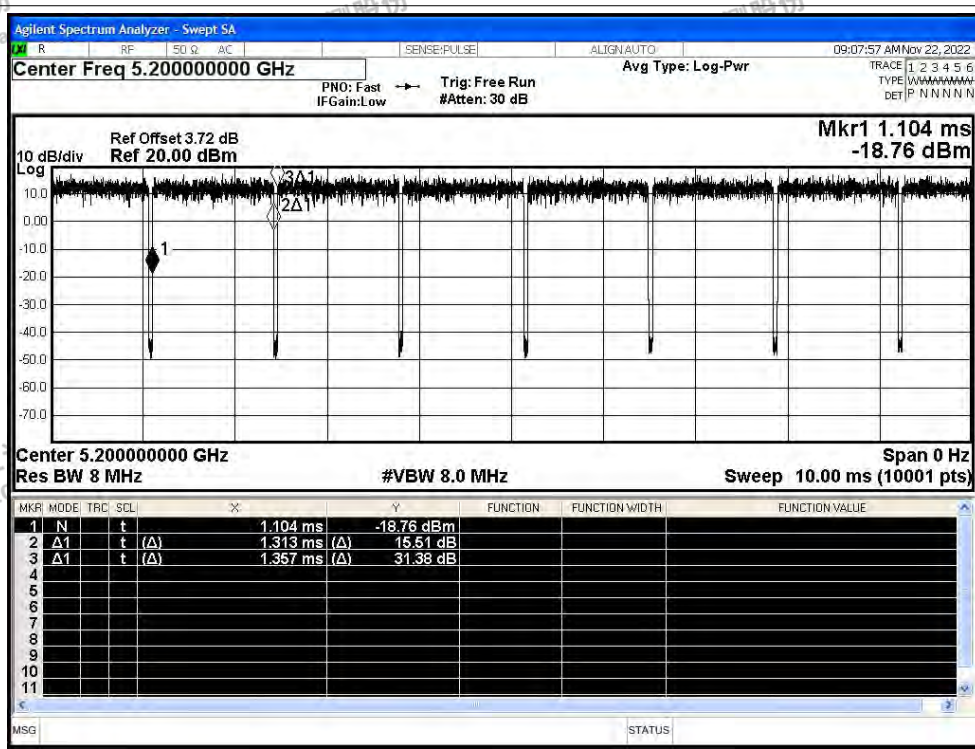 Agilent Spectrum Analyzer - Swept SA
R RF 50 Ω AC SENSE:PULSE ALIGN AUTO 09:07:57 AM Nov 22, 2022
Center Freq 5.200000000 GHz
PNO: Fast
IFGain:Low
Trig: Free Run
#Atten: 30 dB
Avg Type: Log-Pwr
TRACE 1 2 3 4 5 6
TYPE
DET P N N N N N
Mkr1 1.104 ms
-18.76 dBm
Ref Offset 3.72 dB
10 dB/div Ref 20.00 dBm
Log
10.0
0.00
-10.0
-20.0
-30.0
-40.0
-50.0
-60.0
-70.0
3Δ1
2Δ1
1
Center 5.200000000 GHz Span 0 Hz
Res BW 8 MHz #VBW 8.0 MHz Sweep 10.00 ms (10001 pts)
MKR MODE TRC SCL X Y FUNCTION FUNCTION WIDTH FUNCTION VALUE
1 N t 1.104 ms -18.76 dBm
2 Δ1 t (Δ) 1.313 ms (Δ) 15.51 dB
3 Δ1 t (Δ) 1.357 ms (Δ) 31.38 dB
4
5
6
7
8
9
10
11
MSG STATUS